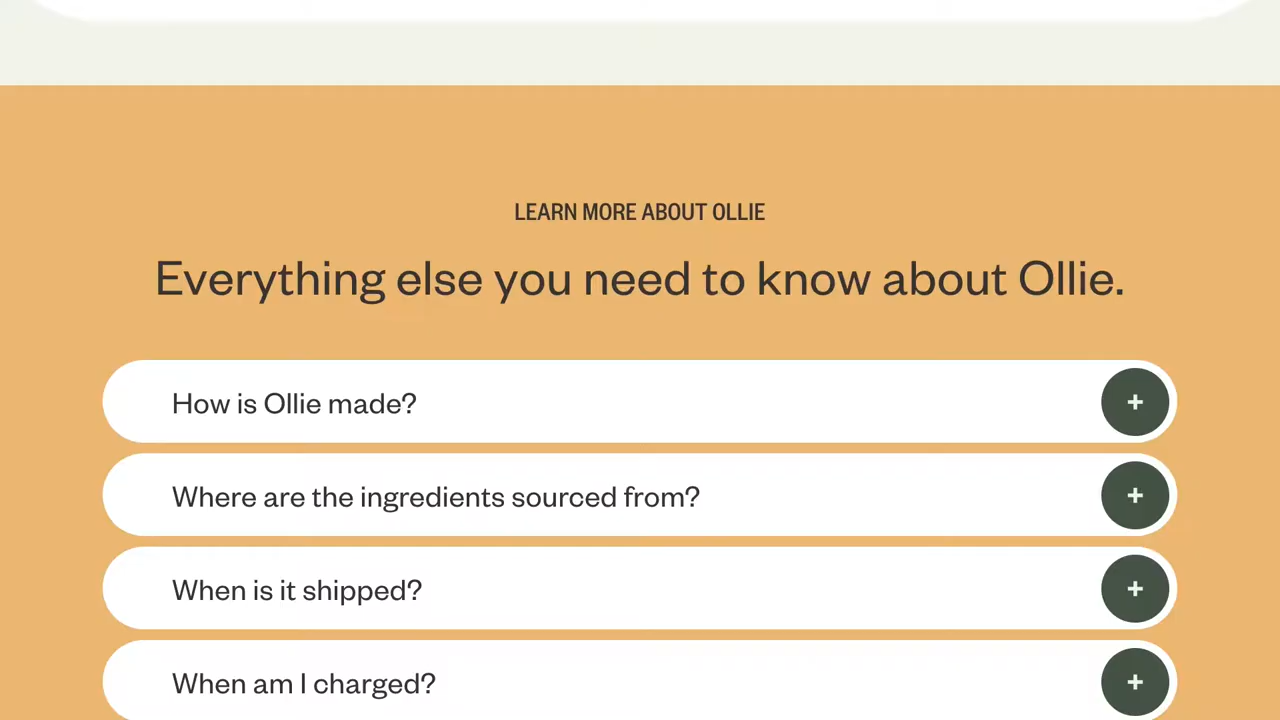 LEARN MORE ABOUT OLLIE
Everything else you need to know about Ollie.
How is Ollie made?
Where are the ingredients sourced from?
When is it shipped?
When am I charged?